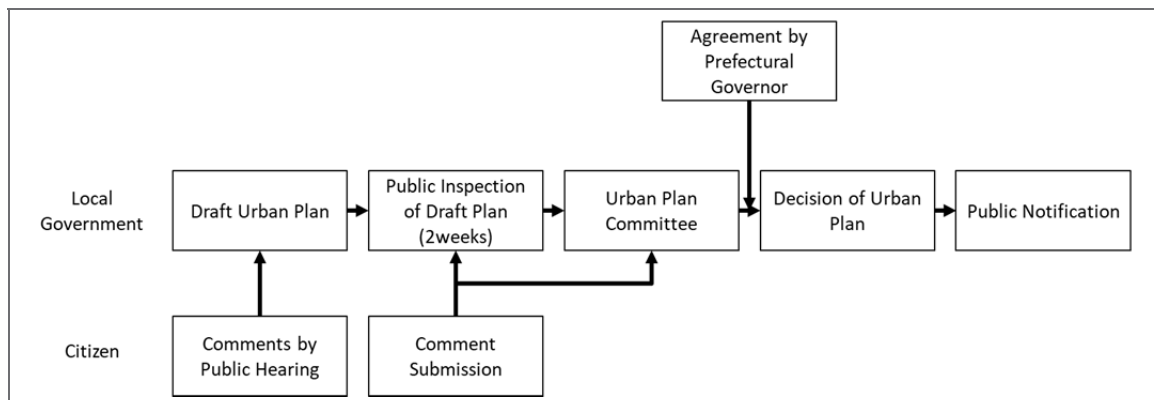 Agreement by
Prefectural
Governor
Local
Government
Draft Urban Plan
Public Inspection
of Draft Plan
(2weeks)
Urban Plan
Committee
Decision of Urban
Plan
Public Notification
Citizen
Comments by
Public Hearing
Comment
Submission